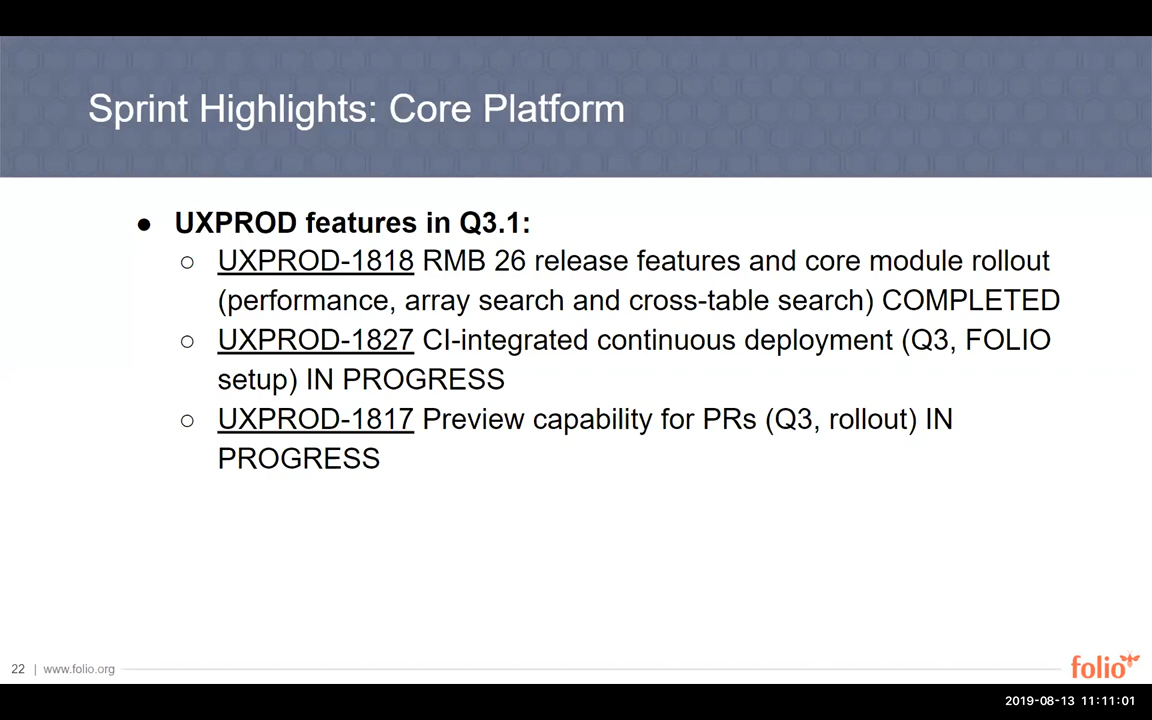 Sprint Highlights: Core Platform
● UXPROD features in Q3.1:
○ UXPROD-1818 RMB 26 release features and core module rollout
(performance, array search and cross-table search) COMPLETED
○ UXPROD-1827 CI-integrated continuous deployment (Q3, FOLIO
setup) IN PROGRESS
○ UXPROD-1817 Preview capability for PRs (Q3, rollout) IN
PROGRESS
22 | www.folio.org
folio
2019-08-13 11:11:01